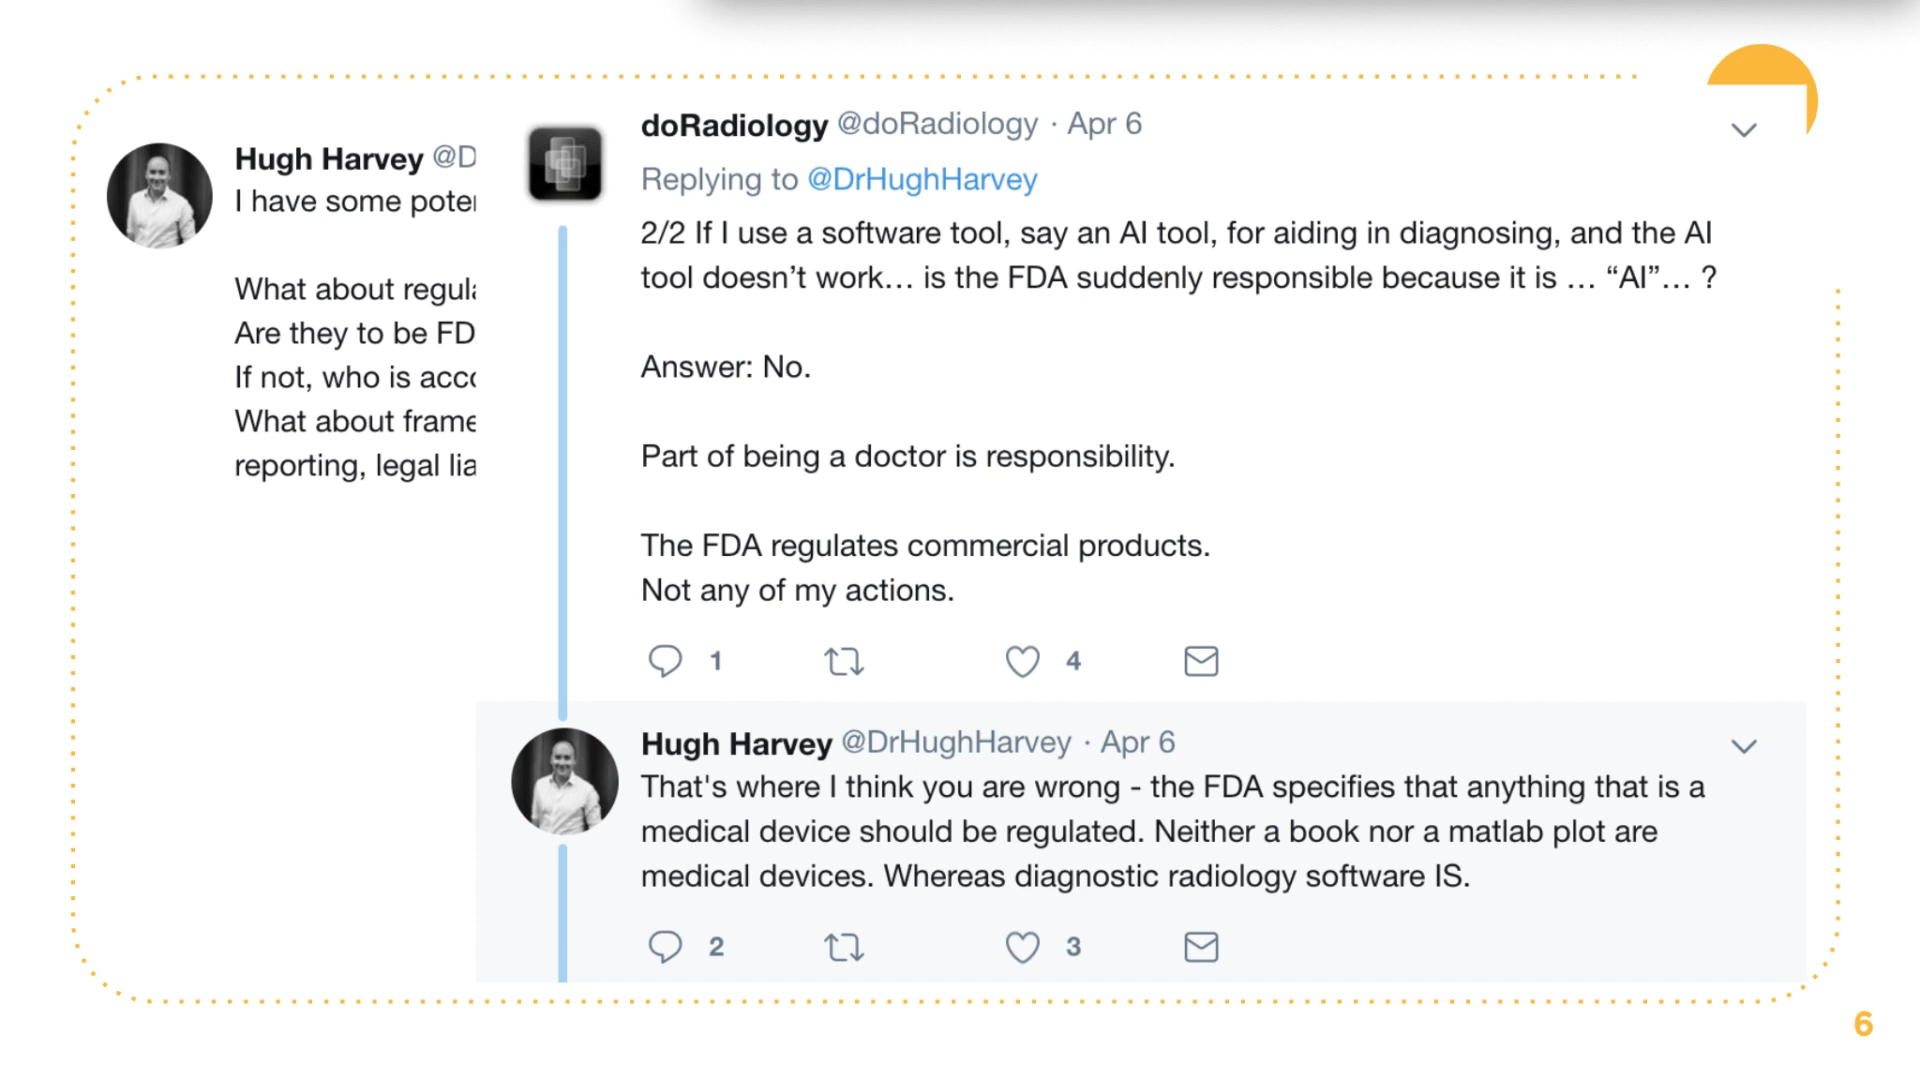 Hugh Harvey @D
I have some
What about
Are they to be FD
If not, who is
What about
reporting, legal
doRadiology @doRadiology · Apr 6
Replying to @DrHughHarvey
2/2 If I use a software tool, say an AI tool, for aiding in diagnosing, and the AI
tool doesn’t work… is the FDA suddenly responsible because it is … “AI”… ?
Answer: No.
Part of being a doctor is responsibility.
The FDA regulates commercial products.
Not any of my actions.
1 4
Hugh Harvey @DrHughHarvey · Apr 6
That's where I think you are wrong - the FDA specifies that anything that is a
medical device should be regulated. Neither a book nor a matlab plot are
medical devices. Whereas diagnostic radiology software IS.
2 3
6